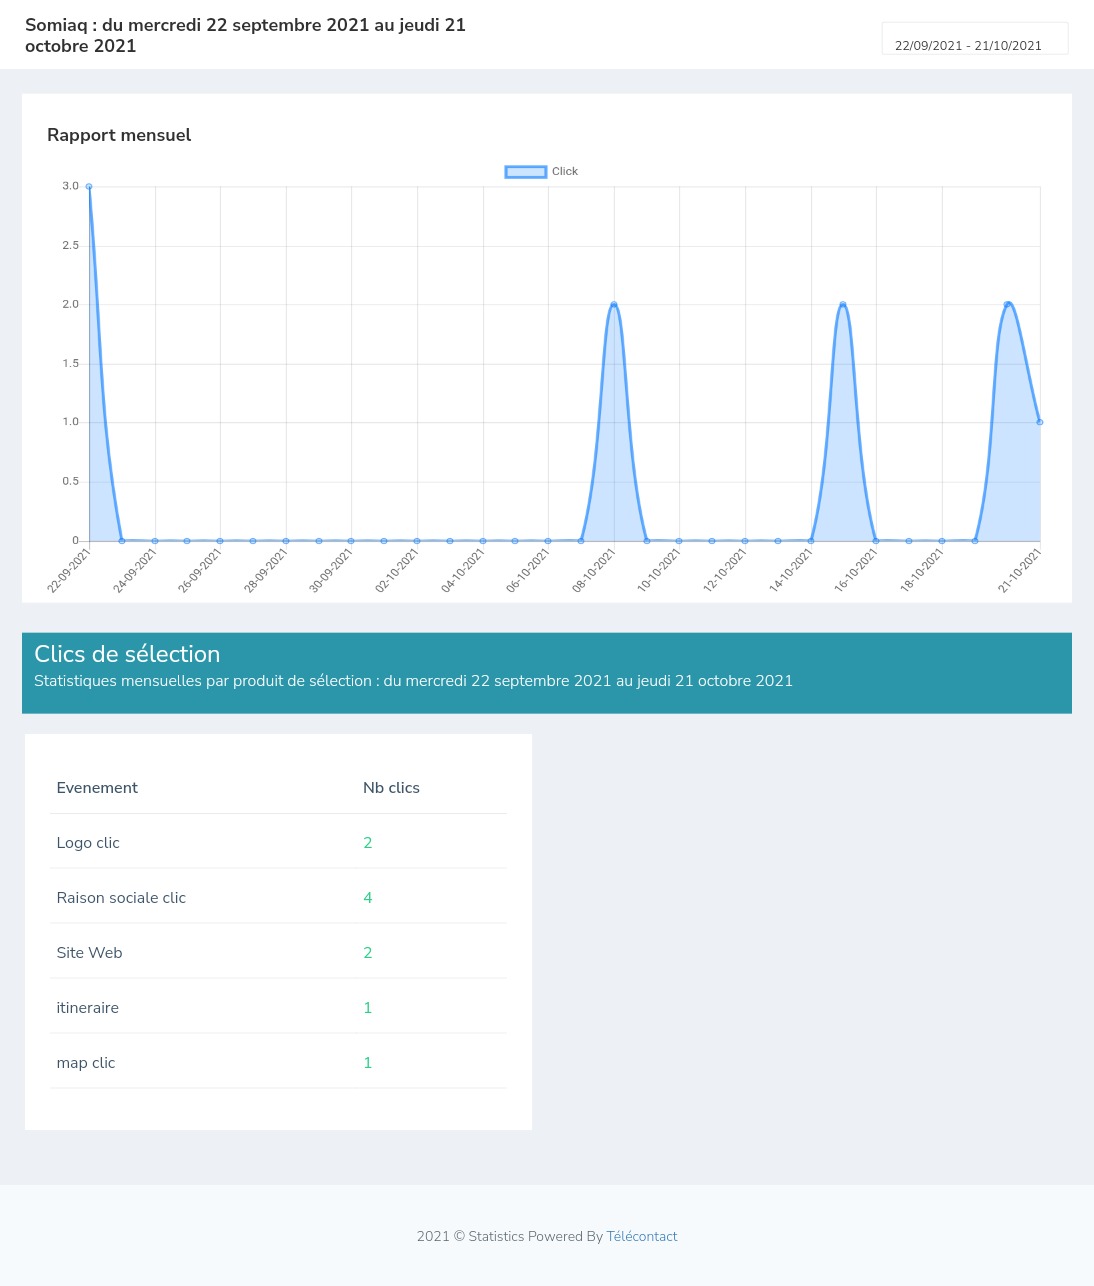 Somiaq : du mercredi 22 septembre 2021 au jeudi 21
octobre 2021
22/09/2021 - 21/10/2021
Rapport mensuel
Click
3.0
2.5
2.0
1.5
1.0
0.5
0
22-09-2021
24-09-2021
26-09-2021
28-09-2021
30-09-2021
02-10-2021
04-10-2021
06-10-2021
08-10-2021
10-10-2021
12-10-2021
14-10-2021
16-10-2021
18-10-2021
21-10-2021
Clics de sélection
Statistiques mensuelles par produit de sélection : du mercredi 22 septembre 2021 au jeudi 21 octobre 2021
Evenement Nb clics
Logo clic 2
Raison sociale clic 4
Site Web 2
itineraire 1
map clic 1
2021 © Statistics Powered By Télécontact